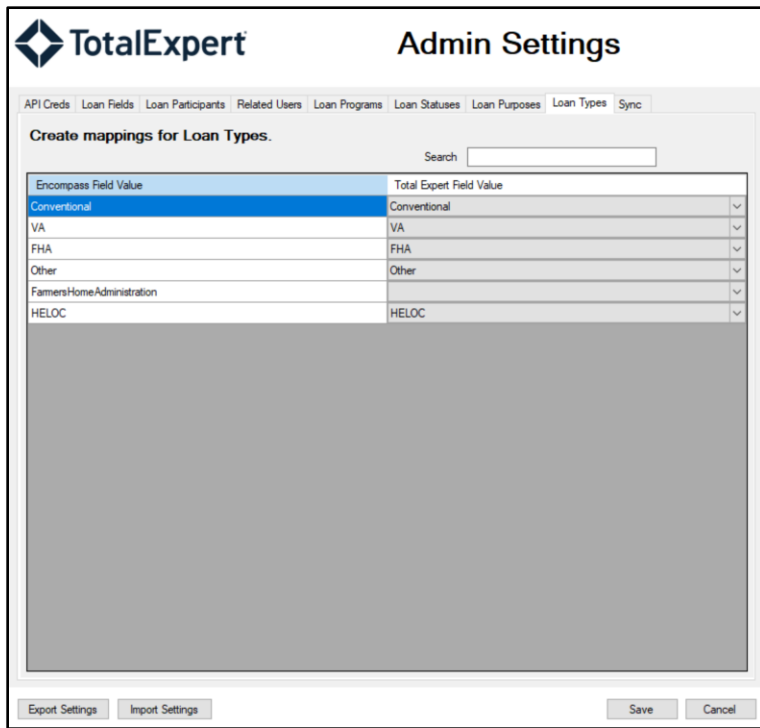 TotalExpert
Admin Settings
API Creds Loan Fields Loan Participants Related Users Loan Programs Loan Statuses Loan Purposes Loan Types Sync
Create mappings for Loan Types.
Search
Encompass Field Value Total Expert Field Value
Conventional Conventional
VA VA
FHA FHA
Other Other
FarmersHomeAdministration
HELOC HELOC
Export Settings Import Settings Save Cancel